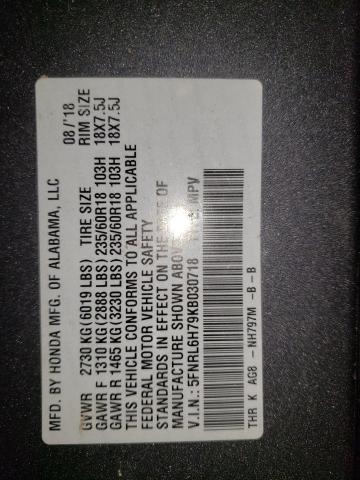 MFD. BY HONDA MFG. OF ALABAMA, LLC 08/'18
GVWR 2730 KG(6019 LBS) TIRE SIZE RIM SIZE
GAWR F 1310 KG(2888 LBS)235/60R18 103H 18X7.5J
GAWR R 1465 KG(3230 LBS)235/60R18 103H 18X7.5J
THIS VEHICLE CONFORMS TO ALL APPLICABLE
FEDERAL MOTOR VEHICLE SAFETY
STANDARDS IN EFFECT ON THE DATE OF
MANUFACTURE SHOWN ABOVE.
V.I.N.: 5FNRL6H79KB030718 MPV
THR K AG8 -NH797M -B -B